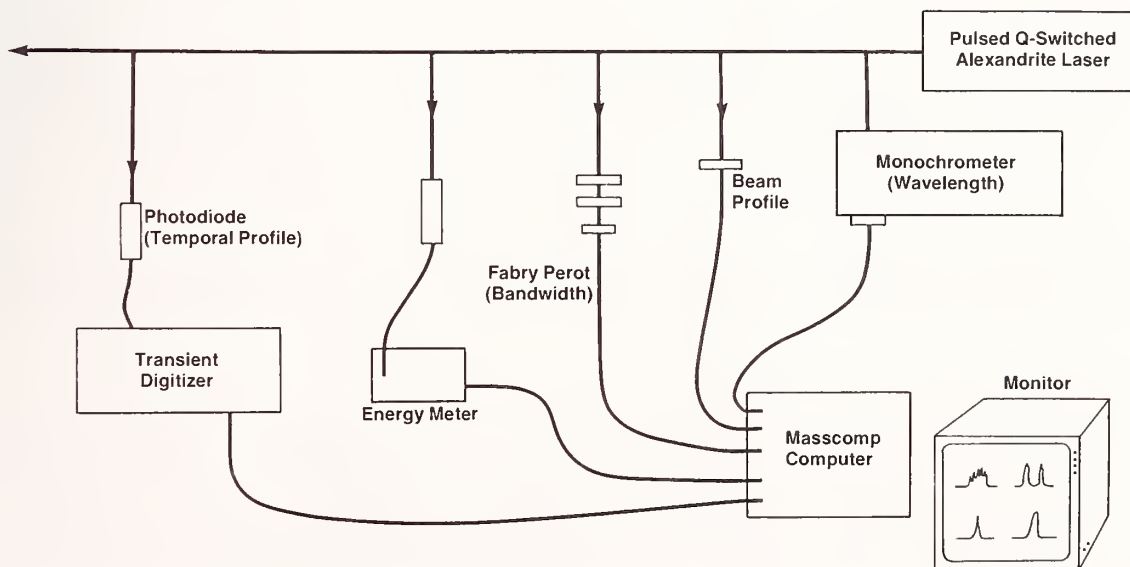 Pulsed Q-Switched
Alexandrite Laser
Monochrometer
(Wavelength)
Beam
Profile
Photodiode
(Temporal Profile)
Fabry Perot
(Bandwidth)
Transient
Digitizer
Energy Meter
Masscomp
Computer
Monitor